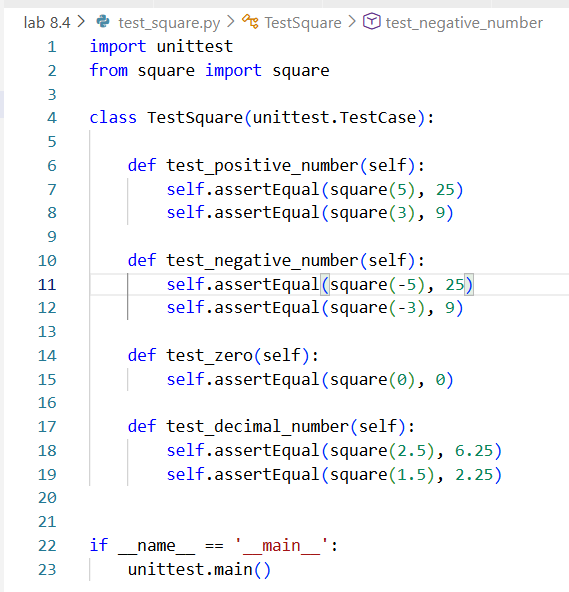 lab 8.4 > test_square.py > TestSquare > test_negative_number
1 import unittest
2 from square import square
3
4 class TestSquare(unittest.TestCase):
5
6     def test_positive_number(self):
7         self.assertEqual(square(5), 25)
8         self.assertEqual(square(3), 9)
9
10     def test_negative_number(self):
11         self.assertEqual(square(-5), 25)
12         self.assertEqual(square(-3), 9)
13
14     def test_zero(self):
15         self.assertEqual(square(0), 0)
16
17     def test_decimal_number(self):
18         self.assertEqual(square(2.5), 6.25)
19         self.assertEqual(square(1.5), 2.25)
20
21
22 if __name__ == '__main__':
23     unittest.main()